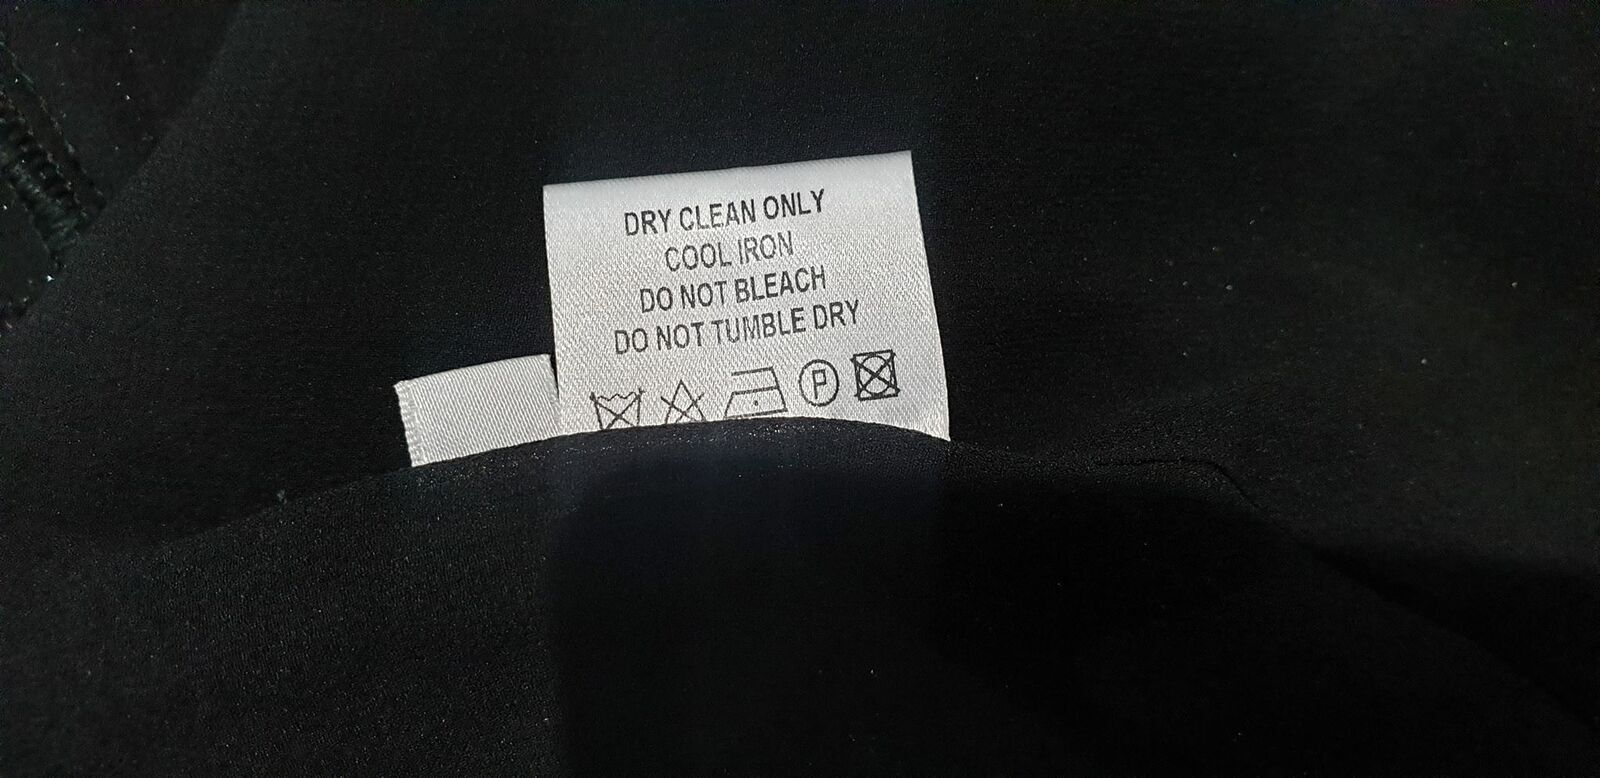 DRY CLEAN ONLY
COOL IRON
DO NOT BLEACH
DO NOT TUMBLE DRY
P